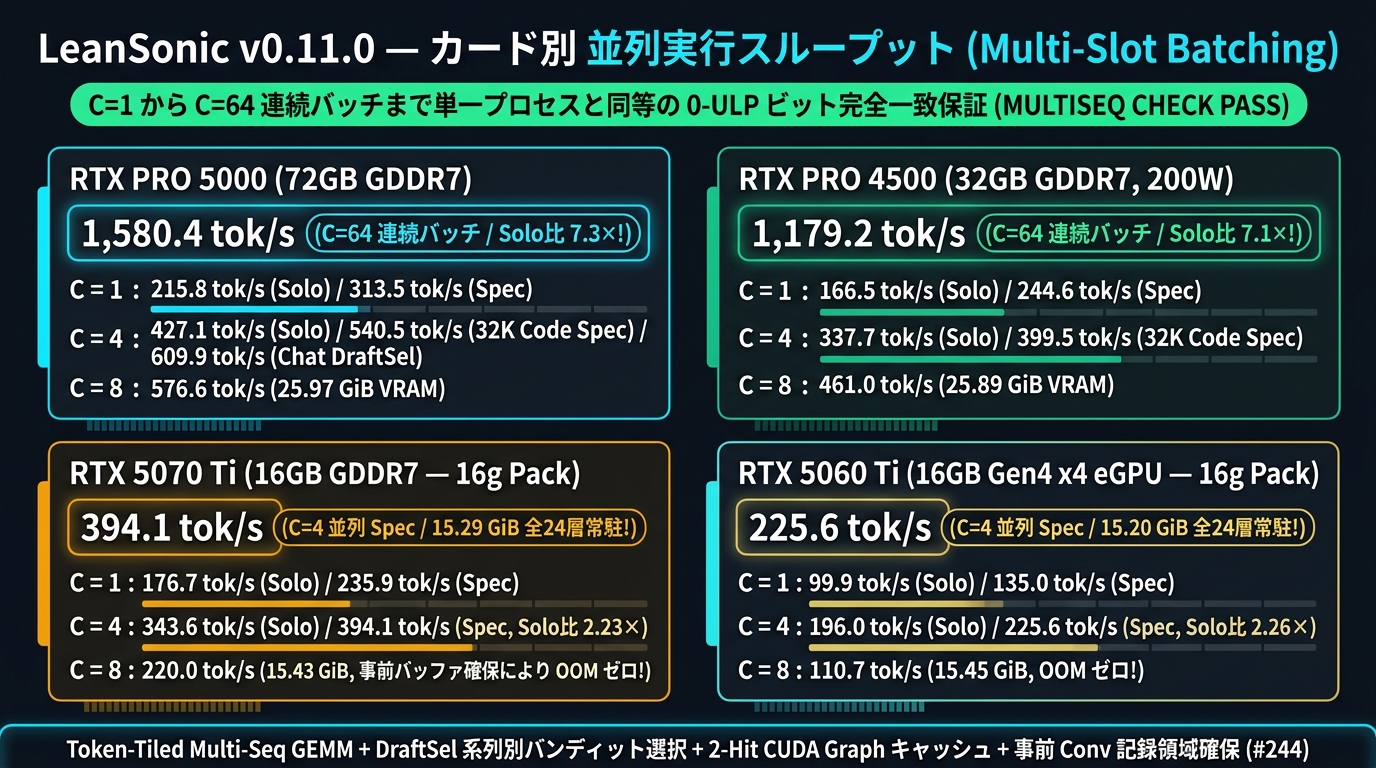 LeanSonic v0.11.0 — カード別 並列実行スループット (Multi-Slot Batching)
C=1 から C=64 連続バッチまで単一プロセスと同等の 0-ULP ビット完全一致保証 (MULTISEQ CHECK PASS)
RTX PRO 5000 (72GB GDDR7)
1,580.4 tok/s (C=64 連続バッチ / Solo比 7.3×!)
C = 1 : 215.8 tok/s (Solo) / 313.5 tok/s (Spec)
C = 4 : 427.1 tok/s (Solo) / 540.5 tok/s (32K Code Spec) /
609.9 tok/s (Chat DraftSel)
C = 8 : 576.6 tok/s (25.97 GiB VRAM)
RTX PRO 4500 (32GB GDDR7, 200W)
1,179.2 tok/s (C=64 連続バッチ / Solo比 7.1×!)
C = 1 : 166.5 tok/s (Solo) / 244.6 tok/s (Spec)
C = 4 : 337.7 tok/s (Solo) / 399.5 tok/s (32K Code Spec)
C = 8 : 461.0 tok/s (25.89 GiB VRAM)
RTX 5070 Ti (16GB GDDR7 — 16g Pack)
394.1 tok/s (C=4 並列 Spec / 15.29 GiB 全24層常駐!)
C = 1 : 176.7 tok/s (Solo) / 235.9 tok/s (Spec)
C = 4 : 343.6 tok/s (Solo) / 394.1 tok/s (Spec, Solo比 2.23×)
C = 8 : 220.0 tok/s (15.43 GiB, 事前バッファ確保により OOM ゼロ!)
RTX 5060 Ti (16GB Gen4 x4 eGPU — 16g Pack)
225.6 tok/s (C=4 並列 Spec / 15.20 GiB 全24層常駐!)
C = 1 : 99.9 tok/s (Solo) / 135.0 tok/s (Spec)
C = 4 : 196.0 tok/s (Solo) / 225.6 tok/s (Spec, Solo比 2.26×)
C = 8 : 110.7 tok/s (15.45 GiB, OOM ゼロ!)
Token-Tiled Multi-Seq GEMM + DraftSel 系列別バンディット選択 + 2-Hit CUDA Graph キャッシュ + 事前 Conv 記録領域確保 (#244)